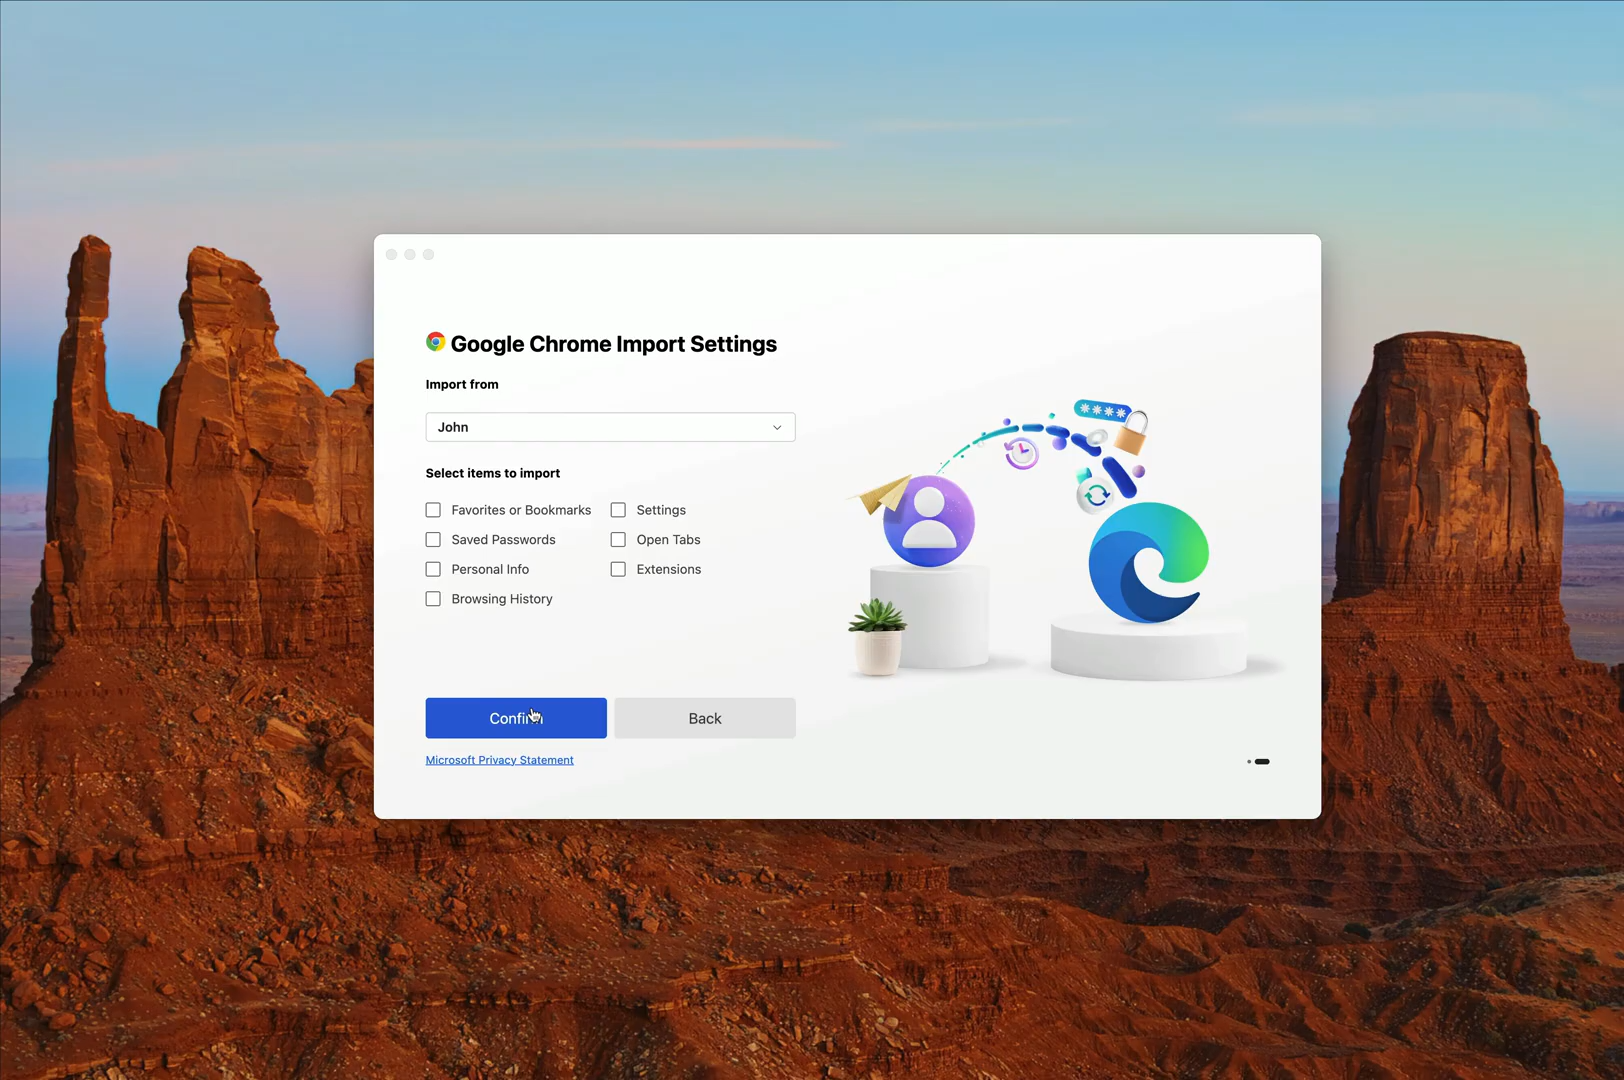 Google Chrome Import Settings
Import from
John
Select items to import
Favorites or Bookmarks
Settings
Saved Passwords
Open Tabs
Personal Info
Extensions
Browsing History
Confirm
Back
Microsoft Privacy Statement